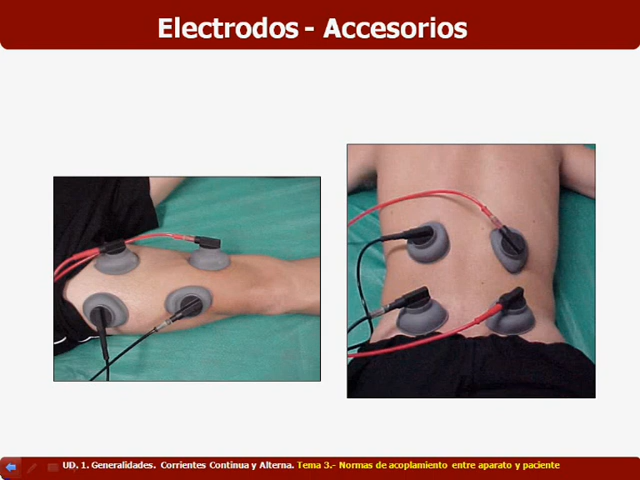 Electrodos - Accesorios
UD. 1. Generalidades. Corrientes Continua y Alterna. Tema 3.- Normas de acoplamiento entre aparato y paciente